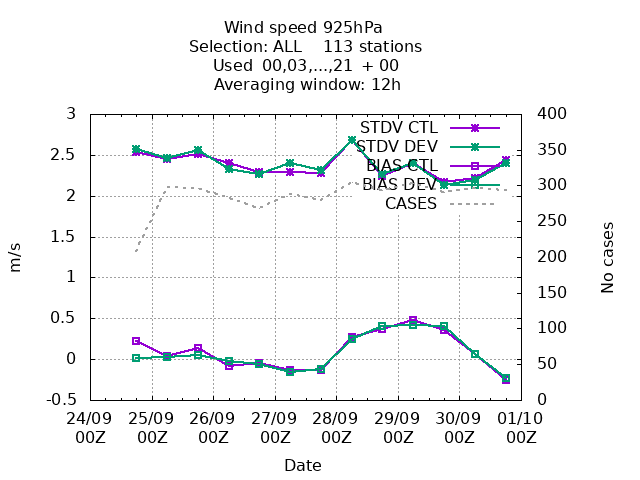 Wind speed 925hPa
Selection: ALL 113 stations
Used 00,03,...,21 + 00
Averaging window: 12h
3
2.5
2
1.5
1
0.5
0
-0.5
m/s
400
350
300
250
200
150
100
50
0
No cases
STDV CTL
STDV DEV
BIAS CTL
BIAS DEV
CASES
24/09 25/09 26/09 27/09 28/09 29/09 30/09 01/10
00Z 00Z 00Z 00Z 00Z 00Z 00Z 00Z
Date